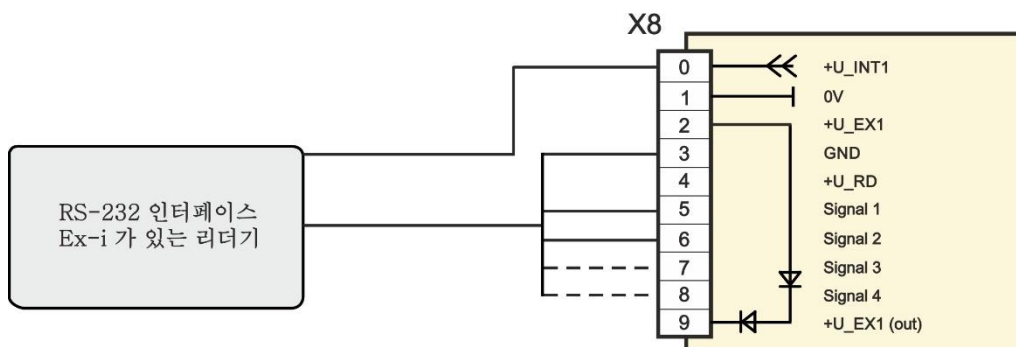 X8
0 +U_INT1
1 0V
2 +U_EX1
3 GND
4 +U_RD
5 Signal 1
6 Signal 2
7 Signal 3
8 Signal 4
9 +U_EX1 (out)
RS-232 인터페이스
Ex-i 가 있는 리더기